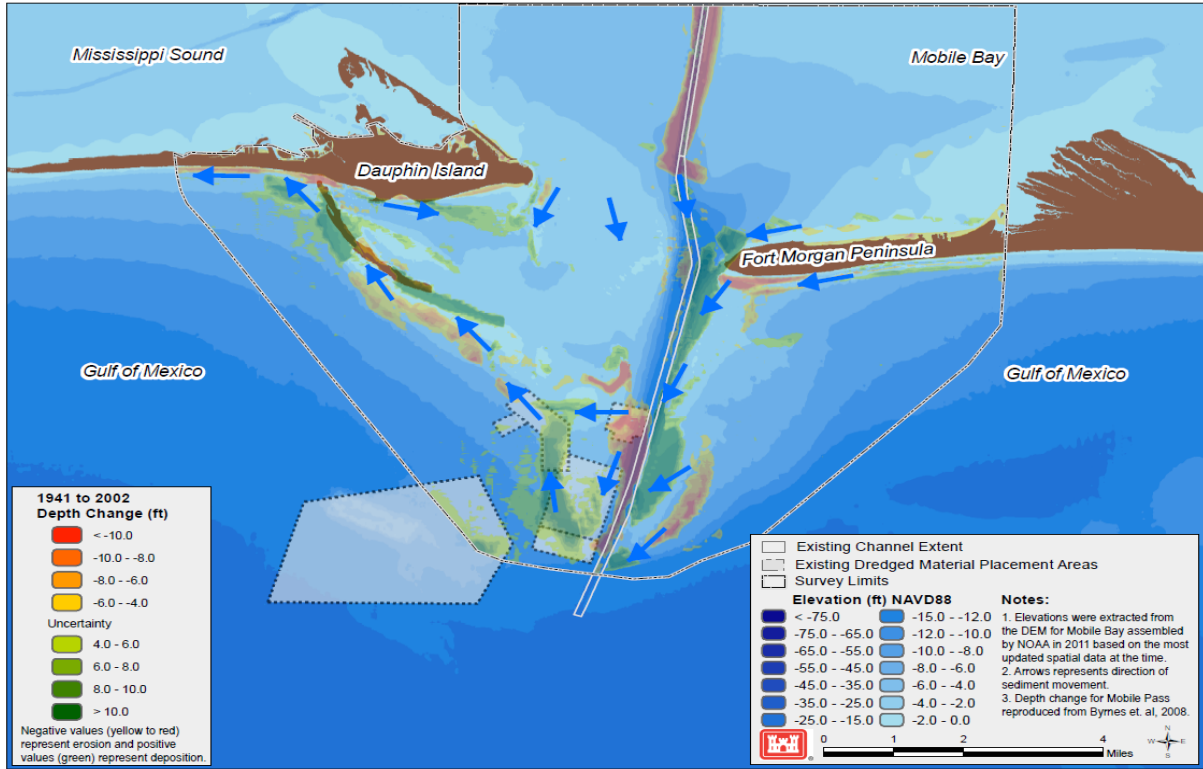 Mississippi Sound
Mobile Bay
Dauphin Island
Fort Morgan Peninsula
Gulf of Mexico
Gulf of Mexico
1941 to 2002
Depth Change (ft)
< -10.0
-10.0 - -8.0
-8.0 - -6.0
-6.0 - -4.0
Uncertainty
4.0 - 6.0
6.0 - 8.0
8.0 - 10.0
> 10.0
Negative values (yellow to red)
represent erosion and positive
values (green) represent deposition.
Existing Channel Extent
Existing Dredged Material Placement Areas
Survey Limits
Elevation (ft) NAVD88
< -75.0
-75.0 - -65.0
-65.0 - -55.0
-55.0 - -45.0
-45.0 - -35.0
-35.0 - -25.0
-25.0 - -15.0
-15.0 - -12.0
-12.0 - -10.0
-10.0 - -8.0
-8.0 - -6.0
-6.0 - -4.0
-4.0 - -2.0
-2.0 - 0.0
Notes:
1. Elevations were extracted from
the DEM for Mobile Bay assembled
by NOAA in 2011 based on the most
updated spatial data at the time.
2. Arrows represents direction of
sediment movement.
3. Depth change for Mobile Pass
reproduced from Byrnes et. al, 2008.
®
0 1 2 4
Miles
N
W E
S